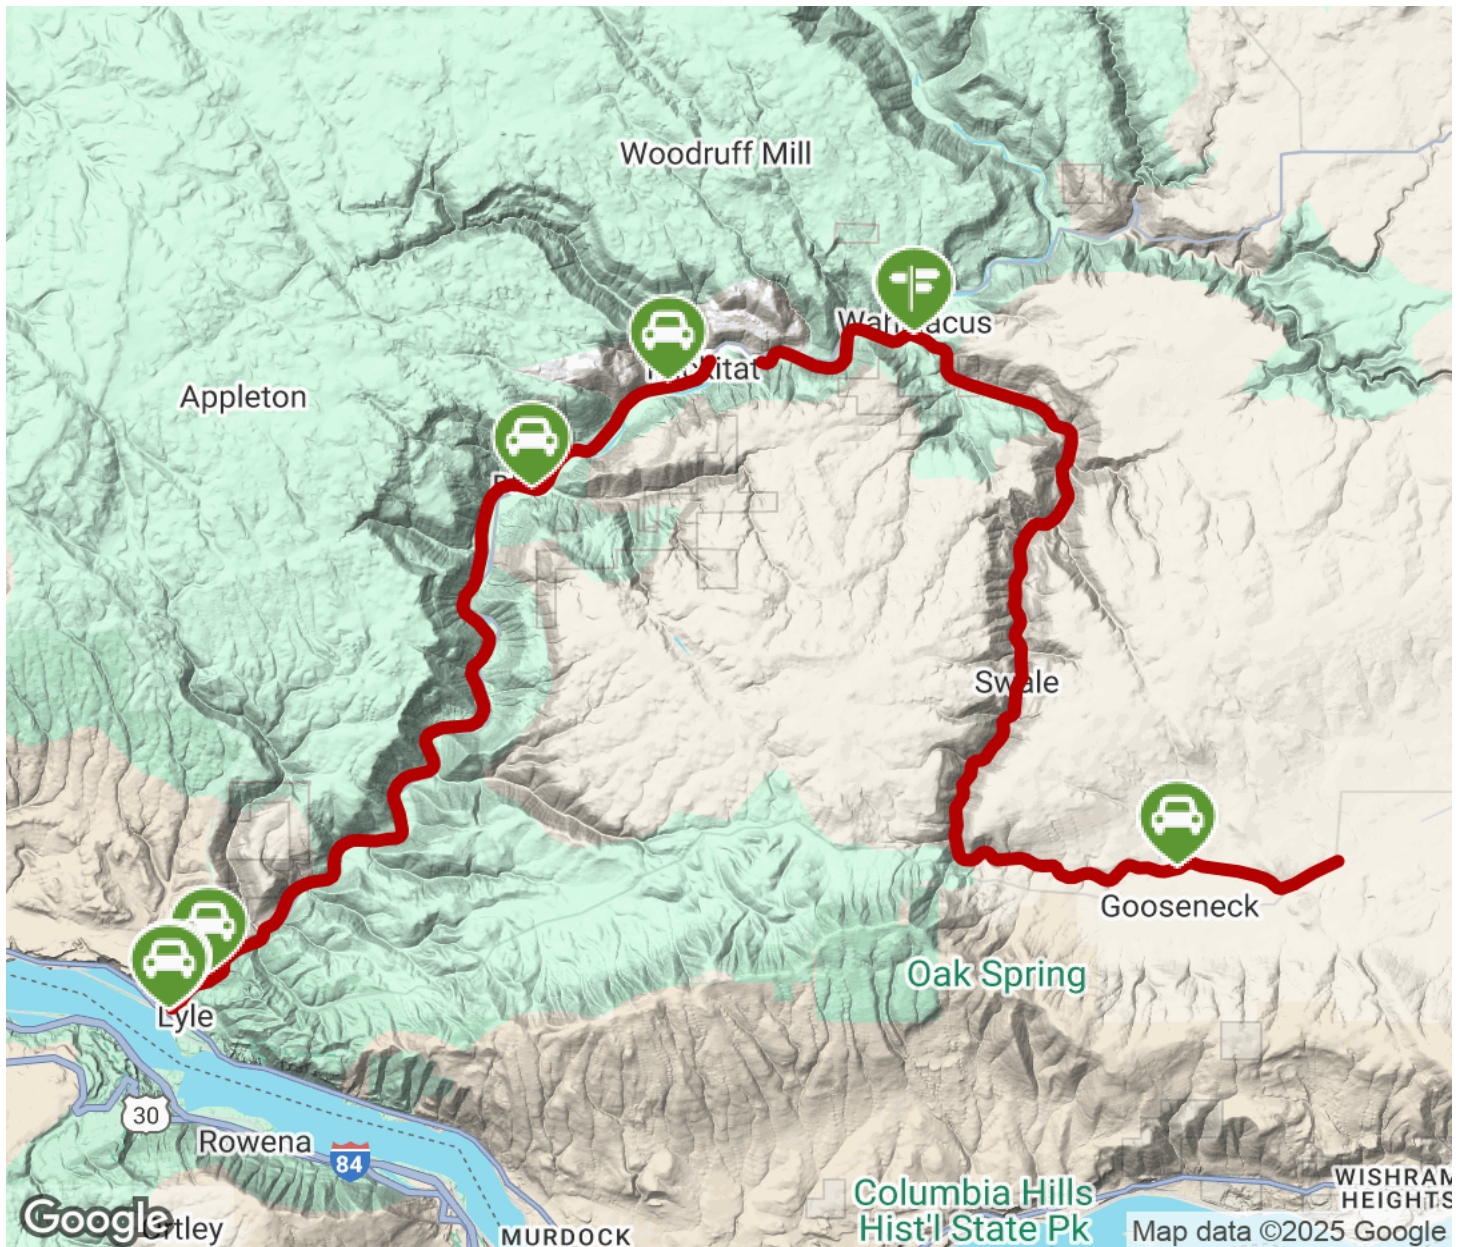 Woodruff Mill
Appleton
Swale
Gooseneck
Oak Spring
Lyle
30
Rowena
84
WISHRAM
HEIGHTS
Columbia Hills
Hist'l State Pk
MURDOCK
Google
Map data ©2025 Google